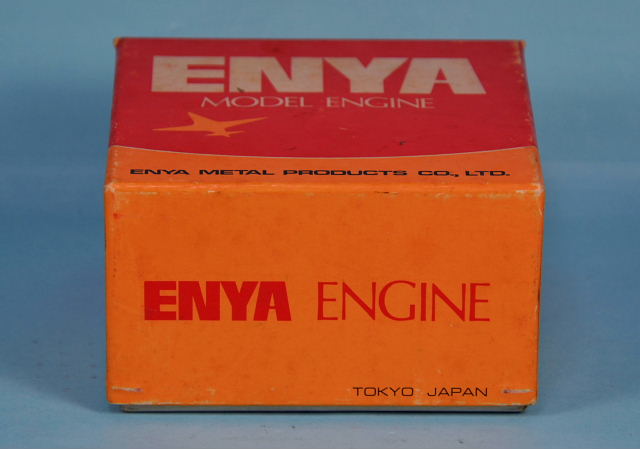 ENYA
MODEL ENGINE
ENYA METAL PRODUCTS CO., LTD.
ENYA ENGINE
TOKYO JAPAN